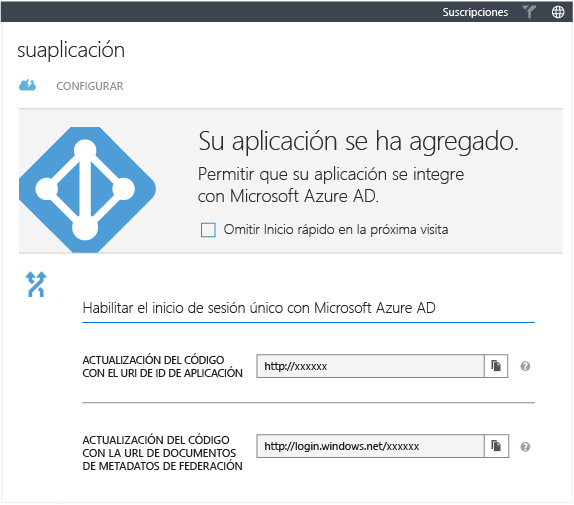 Suscripciones
suaplicación
CONFIGURAR
Su aplicación se ha agregado.
Permitir que su aplicación se integre
con Microsoft Azure AD.
Omitir Inicio rápido en la próxima visita
Habilitar el inicio de sesión único con Microsoft Azure AD
ACTUALIZACIÓN DEL CÓDIGO
CON EL URI DE ID DE APLICACIÓN
http://xxxxxx
?
ACTUALIZACIÓN DEL CÓDIGO
CON LA URL DE DOCUMENTOS
DE METADATOS DE FEDERACIÓN
http://login.windows.net/xxxxxx
?